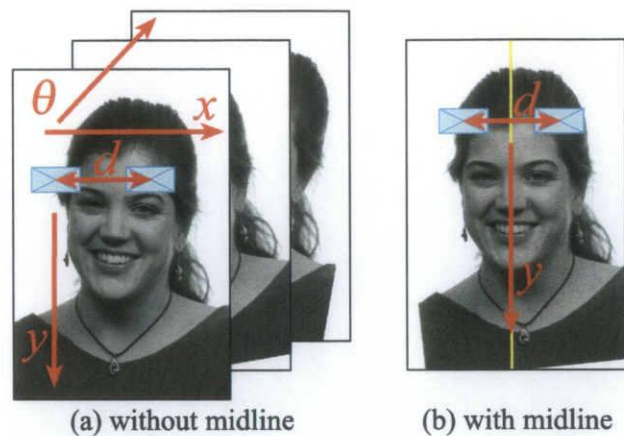 θ
x
d
y
d
y
(a) without midline
(b) with midline